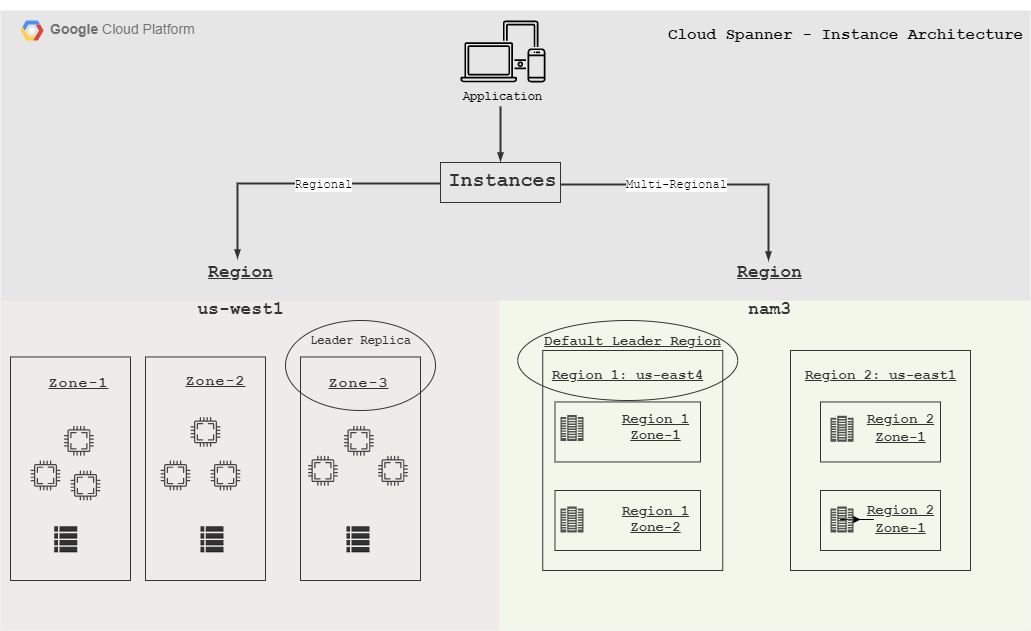 Google Cloud Platform
Cloud Spanner - Instance Architecture
Application
Instances
Regional
Multi-Regional
Region
Region
us-west1
nam3
Leader Replica
Zone-1
Zone-2
Zone-3
Default Leader Region
Region 1: us-east4
Region 2: us-east1
Region 1
Zone-1
Region 2
Zone-1
Region 1
Zone-2
Region 2
Zone-1